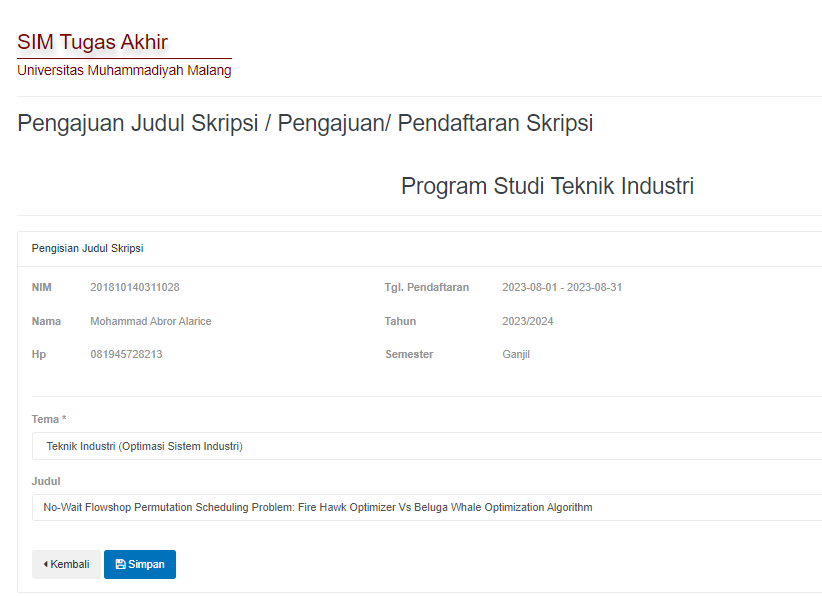 SIM Tugas Akhir
Universitas Muhammadiyah Malang
Pengajuan Judul Skripsi / Pengajuan/ Pendaftaran Skripsi
Program Studi Teknik Industri
Pengisian Judul Skripsi
NIM 201810140311028 Tgl. Pendaftaran 2023-08-01 - 2023-08-31
Nama Mohammad Abror Alarice Tahun 2023/2024
Hp 081945728213 Semester Ganjil
Tema *
Teknik Industri (Optimasi Sistem Industri)
Judul
No-Wait Flowshop Permutation Scheduling Problem: Fire Hawk Optimizer Vs Beluga Whale Optimization Algorithm
Kembali Simpan